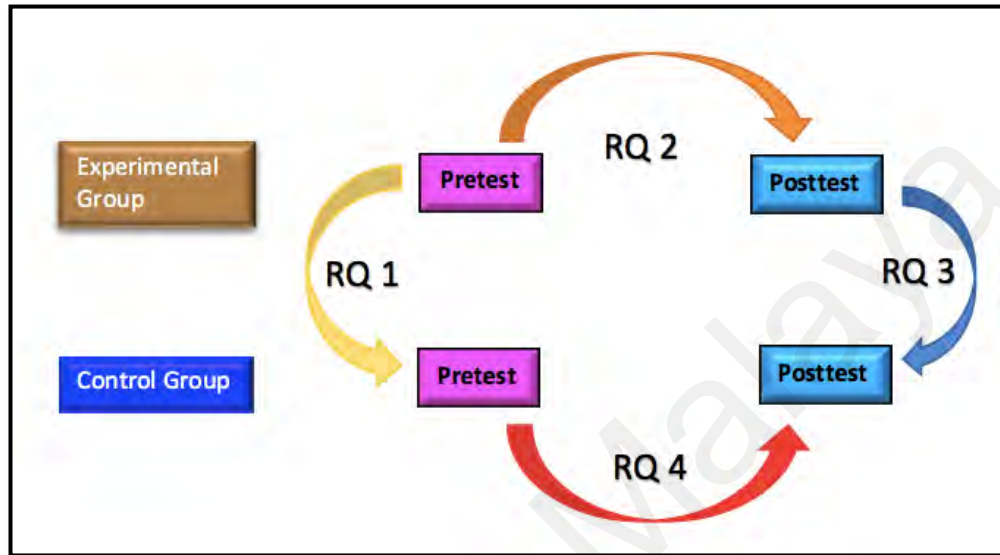 RQ 2
Experimental
Group
Pretest
Posttest
RQ 1
RQ 3
Control Group
Pretest
Posttest
RQ 4
Malaya